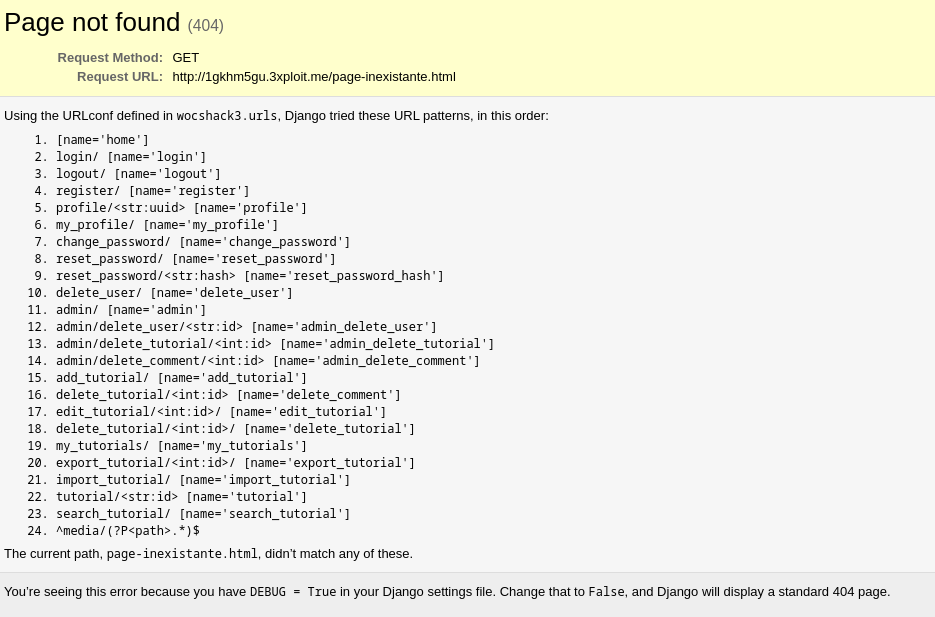 Page not found (404)
Request Method: GET
Request URL: http://1gkhm5gu.3xploit.me/page-inexistante.html
Using the URLconf defined in wocshack3.urls, Django tried these URL patterns, in this order:
1. [name='home']
2. login/ [name='login']
3. logout/ [name='logout']
4. register/ [name='register']
5. profile/<str:uuid> [name='profile']
6. my_profile/ [name='my_profile']
7. change_password/ [name='change_password']
8. reset_password/ [name='reset_password']
9. reset_password/<str:hash> [name='reset_password_hash']
10. delete_user/ [name='delete_user']
11. admin/ [name='admin']
12. admin/delete_user/<str:id> [name='admin_delete_user']
13. admin/delete_tutorial/<int:id> [name='admin_delete_tutorial']
14. admin/delete_comment/<int:id> [name='admin_delete_comment']
15. add_tutorial/ [name='add_tutorial']
16. delete_tutorial/<int:id> [name='delete_comment']
17. edit_tutorial/<int:id>/ [name='edit_tutorial']
18. delete_tutorial/<int:id>/ [name='delete_tutorial']
19. my_tutorials/ [name='my_tutorials']
20. export_tutorial/<int:id>/ [name='export_tutorial']
21. import_tutorial/ [name='import_tutorial']
22. tutorial/<str:id> [name='tutorial']
23. search_tutorial/ [name='search_tutorial']
24. ^media/(?P<path>.*)$
The current path, page-inexistante.html, didn't match any of these.
You're seeing this error because you have DEBUG = True in your Django settings file. Change that to False, and Django will display a standard 404 page.